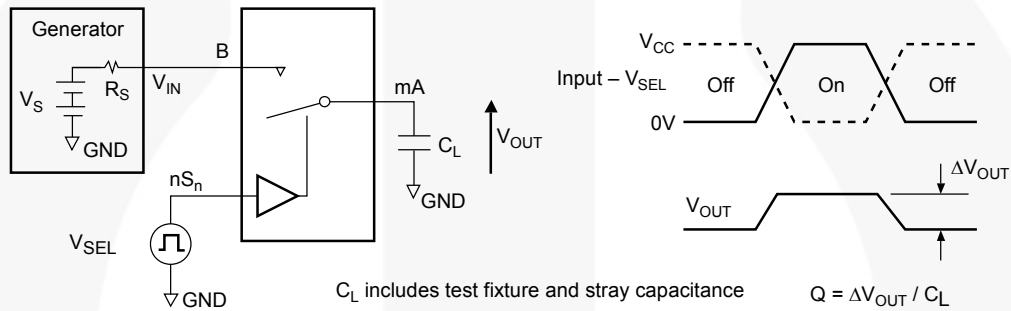 Generator
V_S
R_S
V_IN
GND
B
mA
C_L
GND
V_OUT
nS_n
V_SEL
GND
C_L includes test fixture and stray capacitance
V_CC
Input – V_SEL
Off
On
Off
0V
V_OUT
ΔV_OUT
Q = ΔV_OUT / C_L